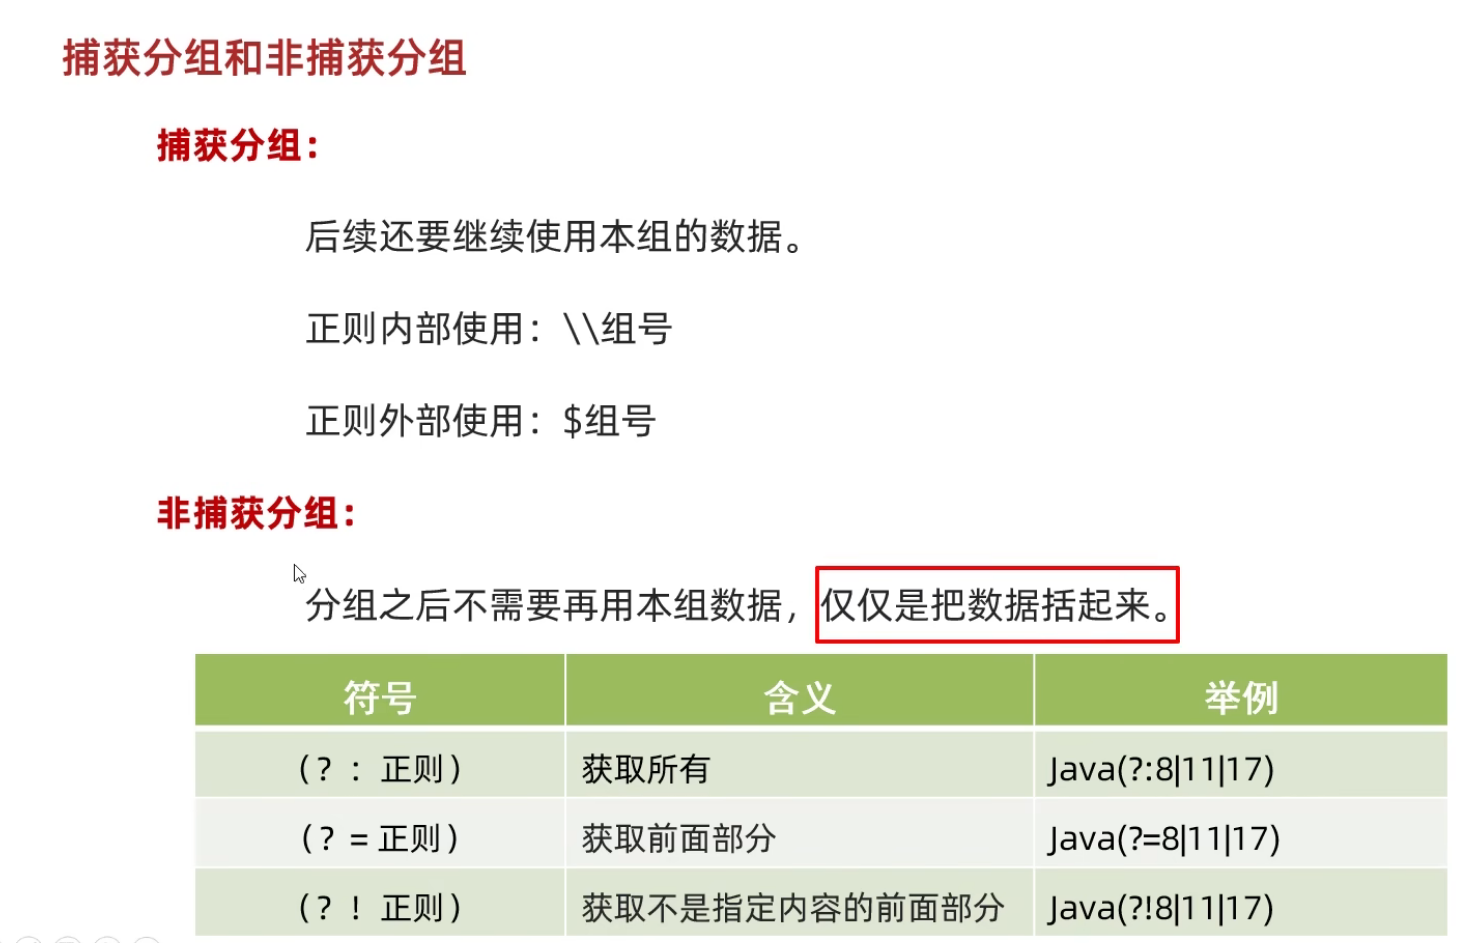 捕获分组和非捕获分组
捕获分组：
后续还要继续使用本组的数据。
正则内部使用：\\组号
正则外部使用：$组号
非捕获分组：
分组之后不需要再用本组数据，仅仅是把数据括起来。
符号 含义 举例
（？：正则） 获取所有 Java(?:8|11|17)
（？= 正则） 获取前面部分 Java(?=8|11|17)
（？！正则） 获取不是指定内容的前面部分 Java(?!8|11|17)